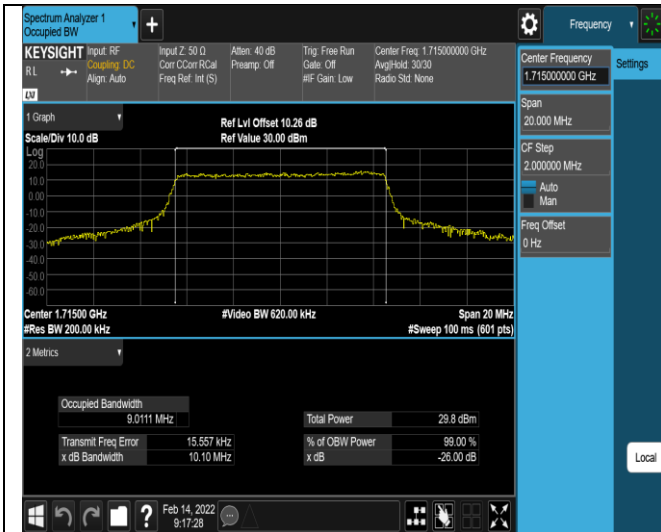 Spectrum Analyzer 1
Occupied BW
Frequency
KEYSIGHT
RL
LXI
Input: RF
Coupling: DC
Align: Auto
Input Z: 50 Ω
Corr CCorr RCal
Freq Ref: Int (S)
Atten: 40 dB
Preamp: Off
Trig: Free Run
Gate: Off
#IF Gain: Low
Center Freq: 1.715000000 GHz
Avg|Hold: 30/30
Radio Std: None
Center Frequency
1.715000000 GHz
Settings
Span
20.000 MHz
CF Step
2.000000 MHz
Auto
Man
Freq Offset
0 Hz
1 Graph
Scale/Div 10.0 dB
Ref Lvl Offset 10.26 dB
Ref Value 30.00 dBm
Log
20.0
10.0
0.00
-10.0
-20.0
-30.0
-40.0
-50.0
-60.0
Center 1.71500 GHz
#Res BW 200.00 kHz
#Video BW 620.00 kHz
Span 20 MHz
#Sweep 100 ms (601 pts)
2 Metrics
Occupied Bandwidth
9.0111 MHz
Total Power 29.8 dBm
Transmit Freq Error 15.557 kHz
% of OBW Power 99.00 %
x dB Bandwidth 10.10 MHz
x dB -26.00 dB
Local
?
Feb 14, 2022
9:17:28